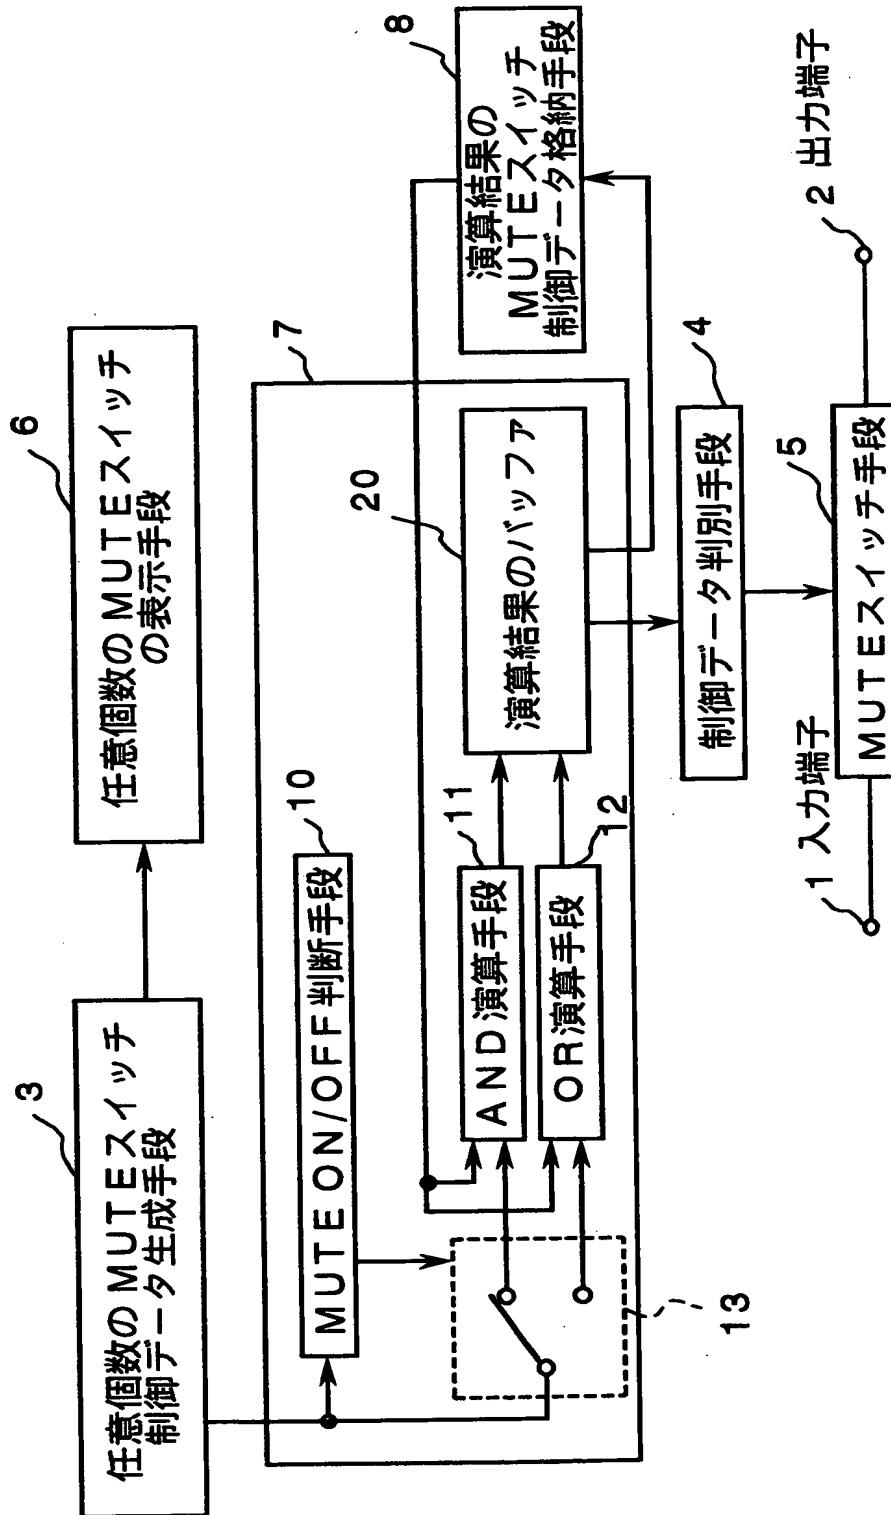 3
任意個数のMUTEスイッチ
制御データ生成手段
6
任意個数のMUTEスイッチ
の表示手段
7
10
MUTE ON/OFF判断手段
13
11
AND演算手段
12
OR演算手段
20
演算結果のバッファ
8
演算結果の
MUTEスイッチ
制御データ格納手段
4
制御データ判別手段
5
MUTEスイッチ手段
1 入力端子
2 出力端子